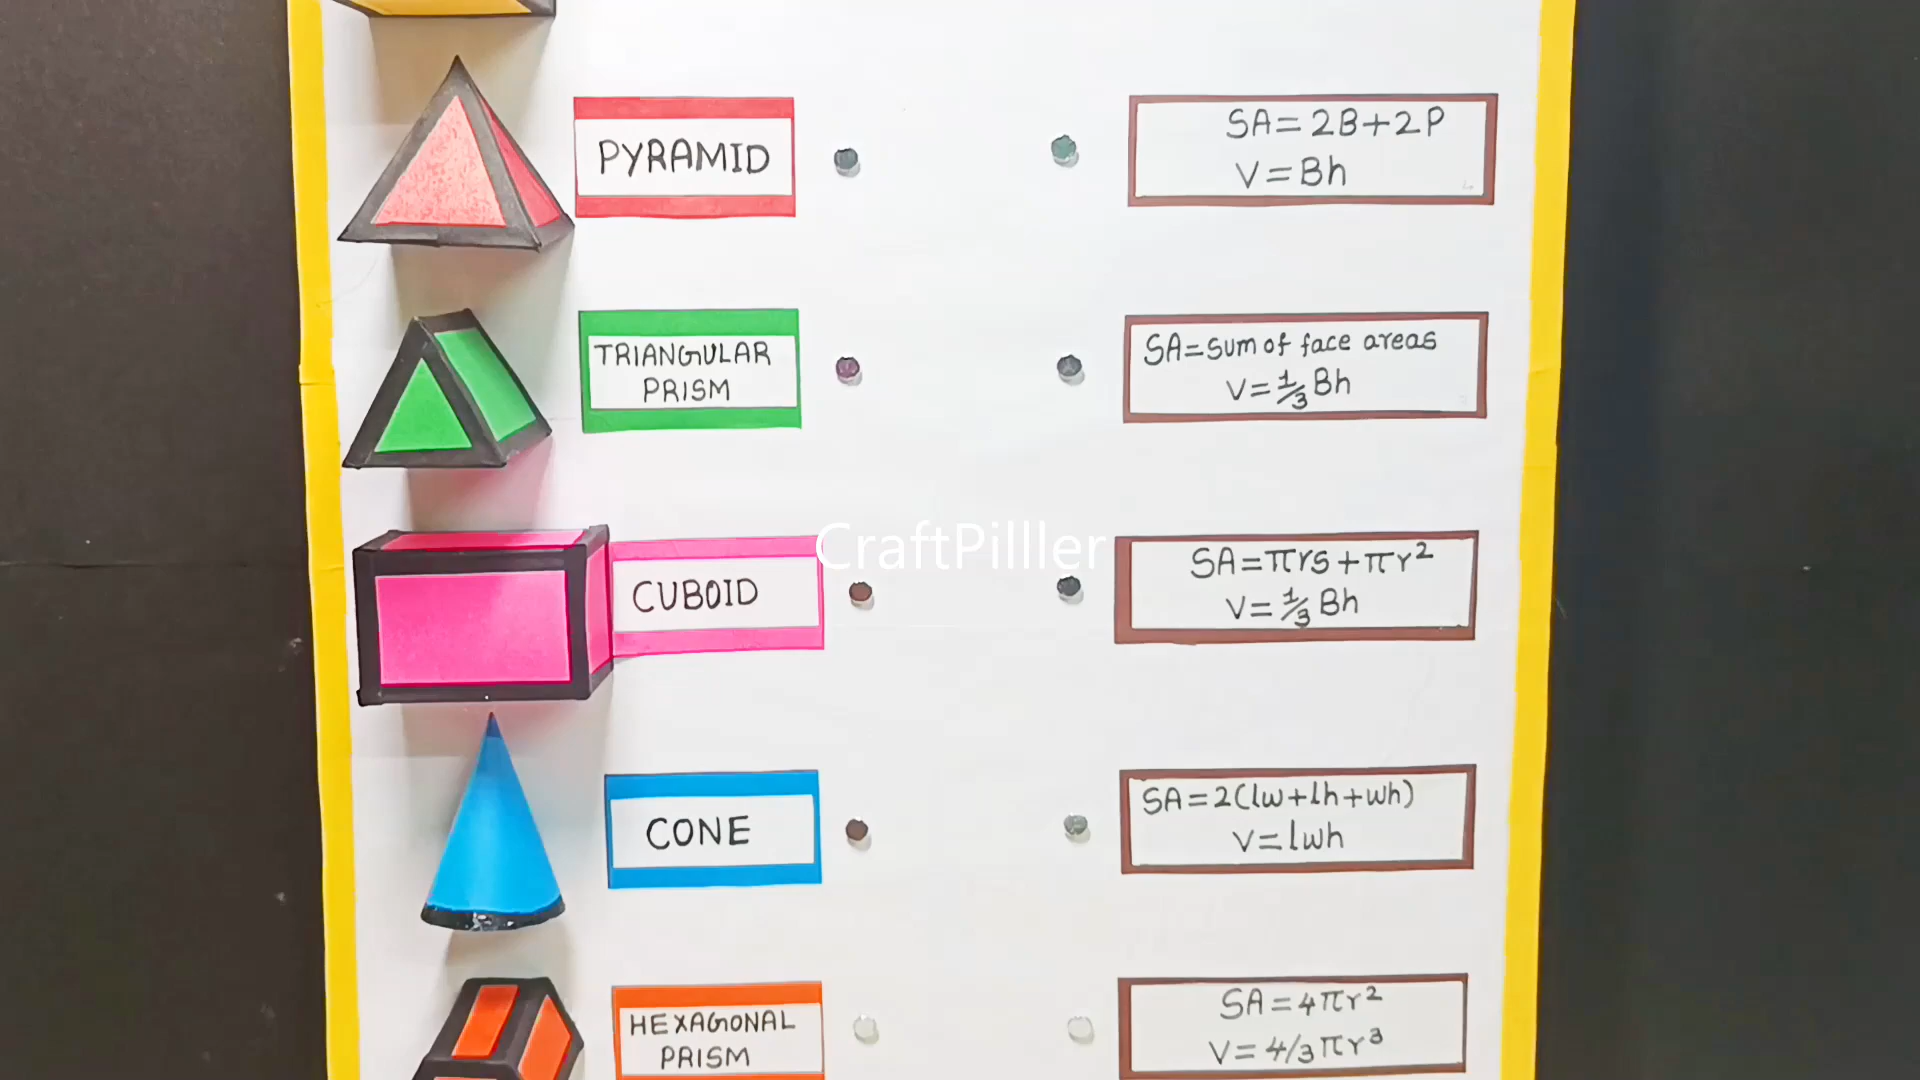 PYRAMID
SA=2B+2P
V=Bh
TRIANGULAR
PRISM
SA=sum of face areas
V=1/3Bh
CraftPilller
CUBOID
SA=πrs+πr²
V=1/3Bh
CONE
SA=2(lw+lh+wh)
V=lwh
HEXAGONAL
PRISM
SA=4πr²
V=4/3πr³